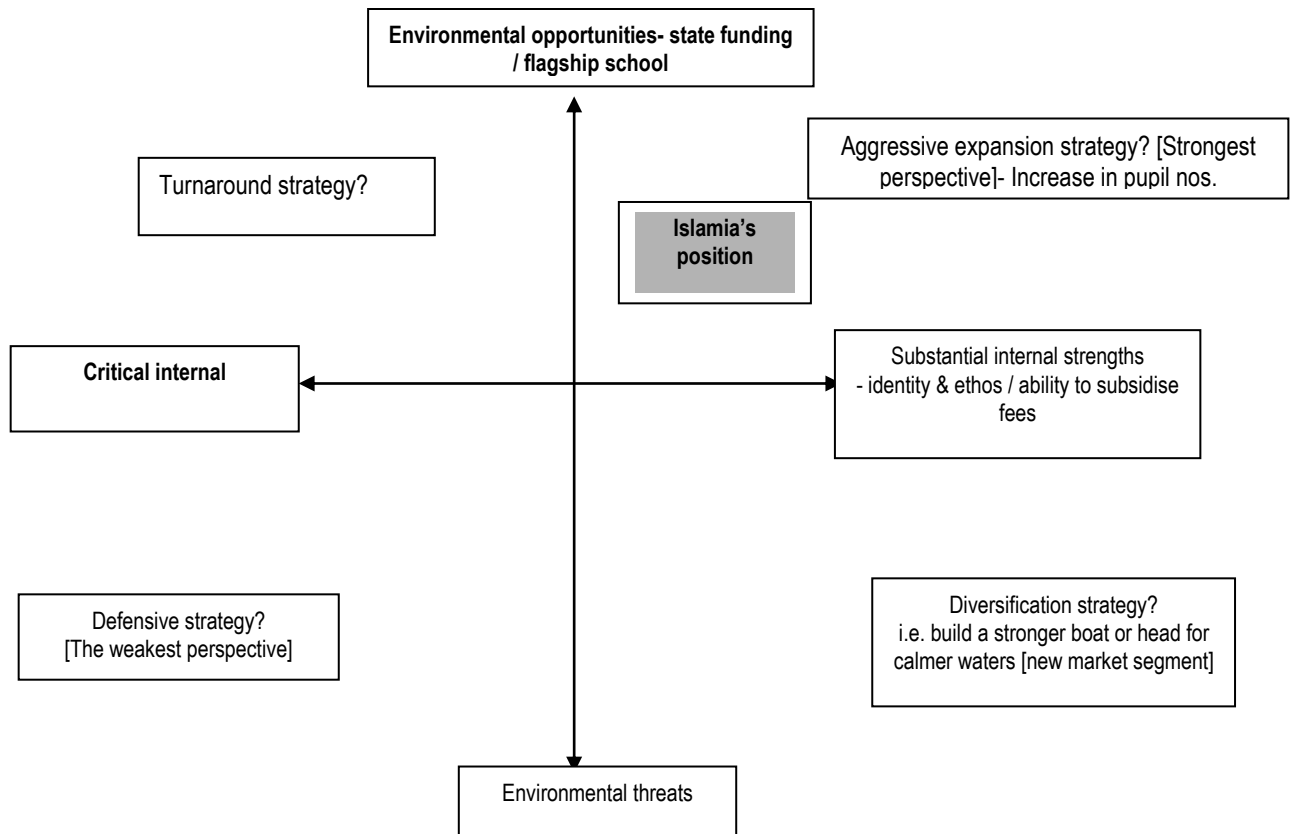 Environmental opportunities- state funding
/ flagship school
Aggressive expansion strategy? [Strongest
perspective]- Increase in pupil nos.
Turnaround strategy?
Islamia's
position
Critical internal
Substantial internal strengths
- identity & ethos / ability to subsidise
fees
Defensive strategy?
[The weakest perspective]
Diversification strategy?
i.e. build a stronger boat or head for
calmer waters [new market segment]
Environmental threats